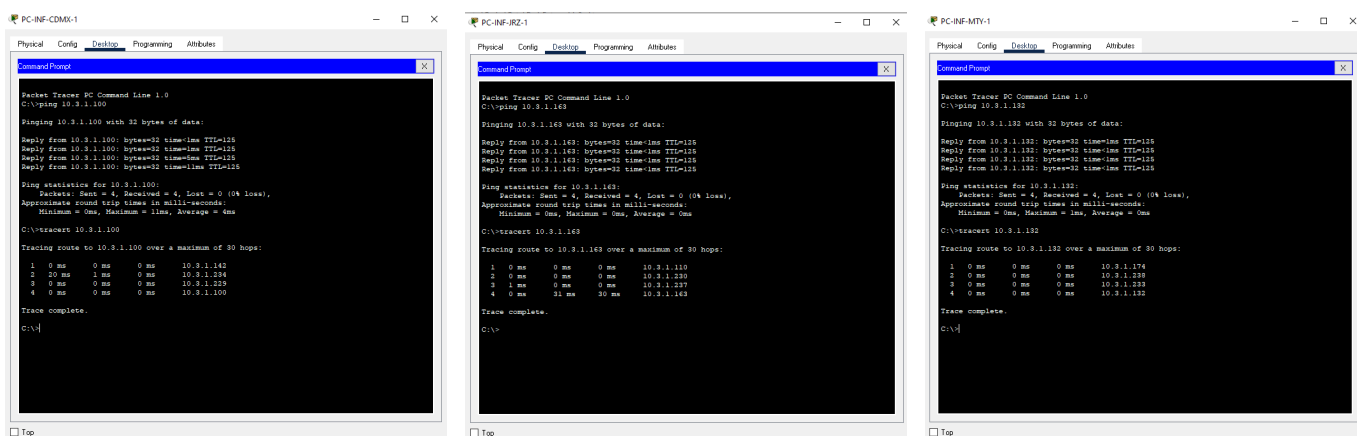 PC-INF-CDMX-1
Physical Config Desktop Programming Attributes
Command Prompt X
Packet Tracer PC Command Line 1.0
C:\>ping 10.3.1.100
Pinging 10.3.1.100 with 32 bytes of data:
Reply from 10.3.1.100: bytes=32 time<1ms TTL=125
Reply from 10.3.1.100: bytes=32 time=1ms TTL=125
Reply from 10.3.1.100: bytes=32 time=5ms TTL=125
Reply from 10.3.1.100: bytes=32 time=11ms TTL=125
Ping statistics for 10.3.1.100:
Packets: Sent = 4, Received = 4, Lost = 0 (0% loss),
Approximate round trip times in milli-seconds:
Minimum = 0ms, Maximum = 11ms, Average = 4ms
C:\>tracert 10.3.1.100
Tracing route to 10.3.1.100 over a maximum of 30 hops:
1 0 ms 0 ms 0 ms 10.3.1.142
2 20 ms 1 ms 0 ms 10.3.1.234
3 0 ms 0 ms 0 ms 10.3.1.229
4 0 ms 0 ms 0 ms 10.3.1.100
Trace complete.
C:\>
Top
PC-INF-JRZ-1
Physical Config Desktop Programming Attributes
Command Prompt X
Packet Tracer PC Command Line 1.0
C:\>ping 10.3.1.163
Pinging 10.3.1.163 with 32 bytes of data:
Reply from 10.3.1.163: bytes=32 time<1ms TTL=125
Reply from 10.3.1.163: bytes=32 time<1ms TTL=125
Reply from 10.3.1.163: bytes=32 time<1ms TTL=125
Reply from 10.3.1.163: bytes=32 time<1ms TTL=125
Ping statistics for 10.3.1.163:
Packets: Sent = 4, Received = 4, Lost = 0 (0% loss),
Approximate round trip times in milli-seconds:
Minimum = 0ms, Maximum = 0ms, Average = 0ms
C:\>tracert 10.3.1.163
Tracing route to 10.3.1.163 over a maximum of 30 hops:
1 0 ms 0 ms 0 ms 10.3.1.110
2 0 ms 0 ms 0 ms 10.3.1.230
3 1 ms 0 ms 0 ms 10.3.1.237
4 0 ms 31 ms 30 ms 10.3.1.163
Trace complete.
C:\>
Top
PC-INF-MTY-1
Physical Config Desktop Programming Attributes
Command Prompt X
Packet Tracer PC Command Line 1.0
C:\>ping 10.3.1.132
Pinging 10.3.1.132 with 32 bytes of data:
Reply from 10.3.1.132: bytes=32 time=1ms TTL=125
Reply from 10.3.1.132: bytes=32 time<1ms TTL=125
Reply from 10.3.1.132: bytes=32 time<1ms TTL=125
Reply from 10.3.1.132: bytes=32 time<1ms TTL=125
Ping statistics for 10.3.1.132:
Packets: Sent = 4, Received = 4, Lost = 0 (0% loss),
Approximate round trip times in milli-seconds:
Minimum = 0ms, Maximum = 1ms, Average = 0ms
C:\>tracert 10.3.1.132
Tracing route to 10.3.1.132 over a maximum of 30 hops:
1 0 ms 0 ms 0 ms 10.3.1.174
2 0 ms 0 ms 0 ms 10.3.1.238
3 0 ms 0 ms 0 ms 10.3.1.233
4 0 ms 0 ms 0 ms 10.3.1.132
Trace complete.
C:\>
Top